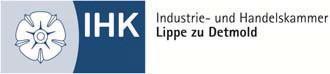 IHK
Industrie- und Handelskammer
Lippe zu Detmold